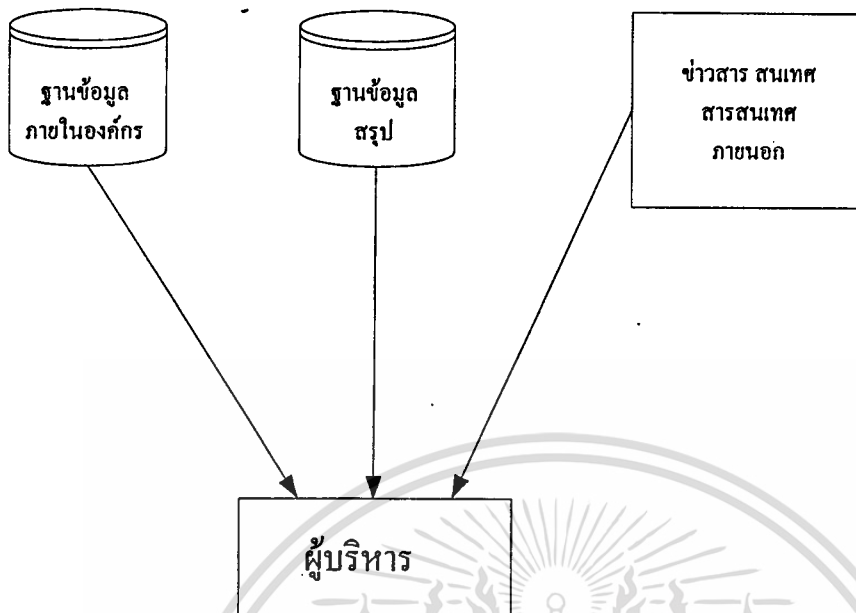 ฐานข้อมูล
ภายในองค์กร
ฐานข้อมูล
สรุป
ข่าวสาร สนเทศ
สารสนเทศ
ภายนอก
ผู้บริหาร